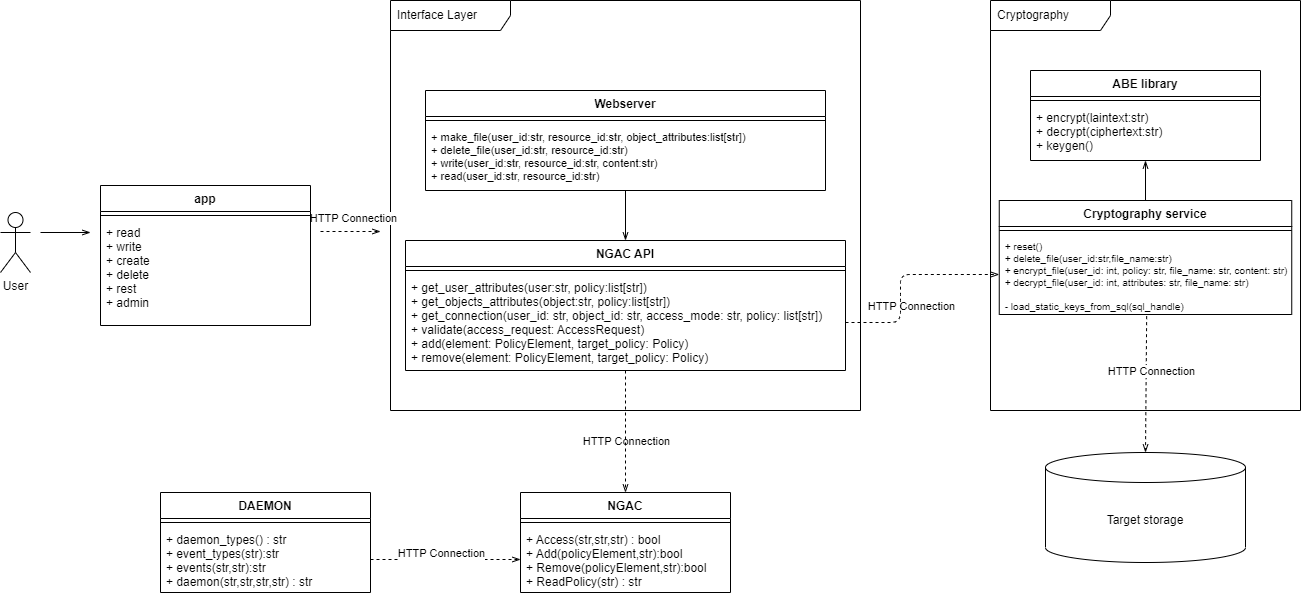 Interface Layer
Webserver
+ make_file(user_id:str, resource_id:str, object_attributes:list[str])
+ delete_file(user_id:str, resource_id:str)
+ write(user_id:str, resource_id:str, content:str)
+ read(user_id:str, resource_id:str)
NGAC API
+ get_user_attributes(user:str, policy:list[str])
+ get_objects_attributes(object:str, policy:list[str])
+ get_connection(user_id: str, object_id: str, access_mode: str, policy: list[str])
+ validate(access_request: AccessRequest)
+ add(element: PolicyElement, target_policy: Policy)
+ remove(element: PolicyElement, target_policy: Policy)
User
app
+ read
+ write
+ create
+ delete
+ rest
+ admin
HTTP Connection
HTTP Connection
HTTP Connection
Cryptography
ABE library
+ encrypt(laintext:str)
+ decrypt(ciphertext:str)
+ keygen()
Cryptography service
+ reset()
+ delete_file(user_id:str,file_name:str)
+ encrypt_file(user_id: int, policy: str, file_name: str, content: str)
+ decrypt_file(user_id: int, attributes: str, file_name: str)
- load_static_keys_from_sql(sql_handle)
HTTP Connection
Target storage
DAEMON
+ daemon_types() : str
+ event_types(str):str
+ events(str,str):str
+ daemon(str,str,str,str) : str
HTTP Connection
NGAC
+ Access(str,str,str) : bool
+ Add(policyElement,str):bool
+ Remove(policyElement,str):bool
+ ReadPolicy(str) : str